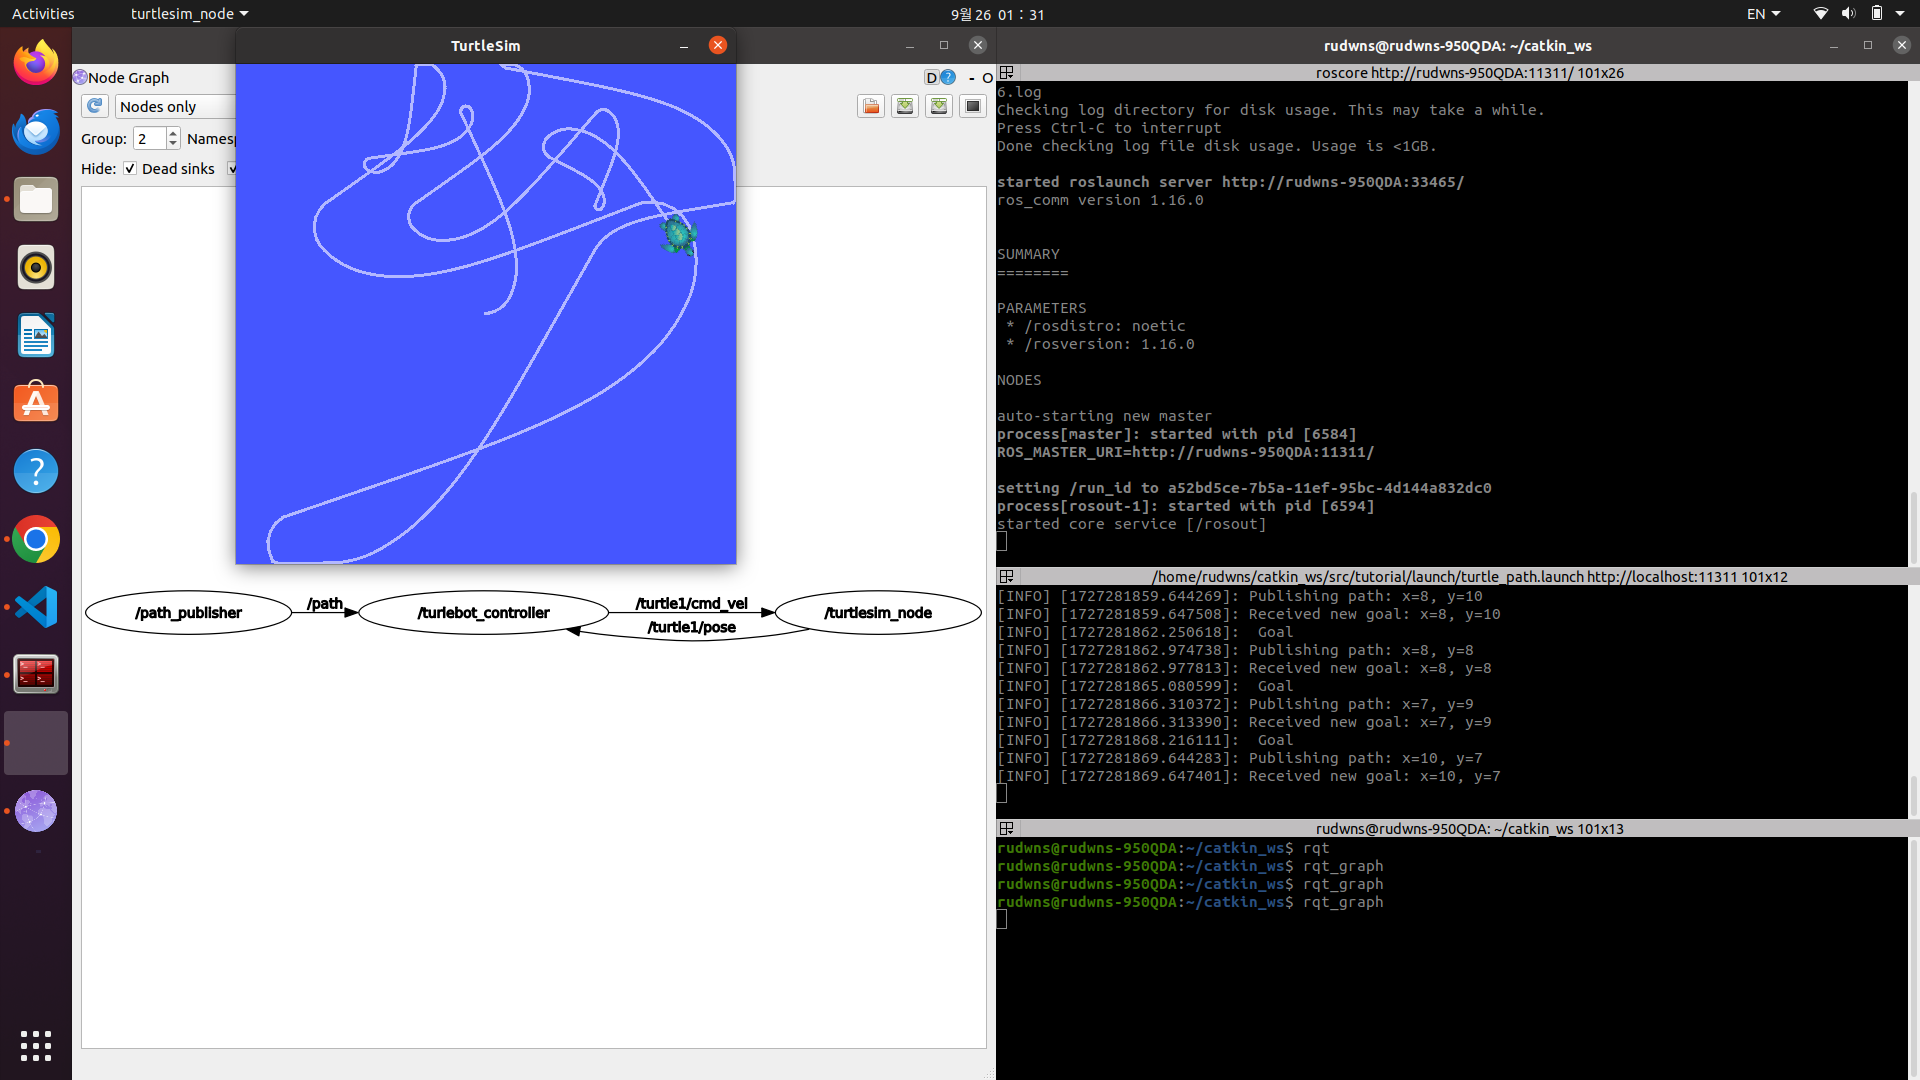 Activities
turtlesim_node
9월 26 01 : 31
EN
TurtleSim
Node Graph
D
- O
Nodes only
Group: 2
Namesp
Hide:
Dead sinks
/path_publisher
/path
/turlebot_controller
/turtle1/cmd_vel
/turtle1/pose
/turtlesim_node
rudwns@rudwns-950QDA: ~/catkin_ws
roscore http://rudwns-950QDA:11311/ 101x26
6.log
Checking log directory for disk usage. This may take a while.
Press Ctrl-C to interrupt
Done checking log file disk usage. Usage is <1GB.
started roslaunch server http://rudwns-950QDA:33465/
ros_comm version 1.16.0
SUMMARY
========
PARAMETERS
* /rosdistro: noetic
* /rosversion: 1.16.0
NODES
auto-starting new master
process[master]: started with pid [6584]
ROS_MASTER_URI=http://rudwns-950QDA:11311/
setting /run_id to a52bd5ce-7b5a-11ef-95bc-4d144a832dc0
process[rosout-1]: started with pid [6594]
started core service [/rosout]
/home/rudwns/catkin_ws/src/tutorial/launch/turtle_path.launch http://localhost:11311 101x12
[INFO] [1727281859.644269]: Publishing path: x=8, y=10
[INFO] [1727281859.647508]: Received new goal: x=8, y=10
[INFO] [1727281862.250618]:  Goal
[INFO] [1727281862.974738]: Publishing path: x=8, y=8
[INFO] [1727281862.977813]: Received new goal: x=8, y=8
[INFO] [1727281865.080599]:  Goal
[INFO] [1727281866.310372]: Publishing path: x=7, y=9
[INFO] [1727281866.313390]: Received new goal: x=7, y=9
[INFO] [1727281868.216111]:  Goal
[INFO] [1727281869.644283]: Publishing path: x=10, y=7
[INFO] [1727281869.647401]: Received new goal: x=10, y=7
rudwns@rudwns-950QDA: ~/catkin_ws 101x13
rudwns@rudwns-950QDA:~/catkin_ws$ rqt
rudwns@rudwns-950QDA:~/catkin_ws$ rqt_graph
rudwns@rudwns-950QDA:~/catkin_ws$ rqt_graph
rudwns@rudwns-950QDA:~/catkin_ws$ rqt_graph